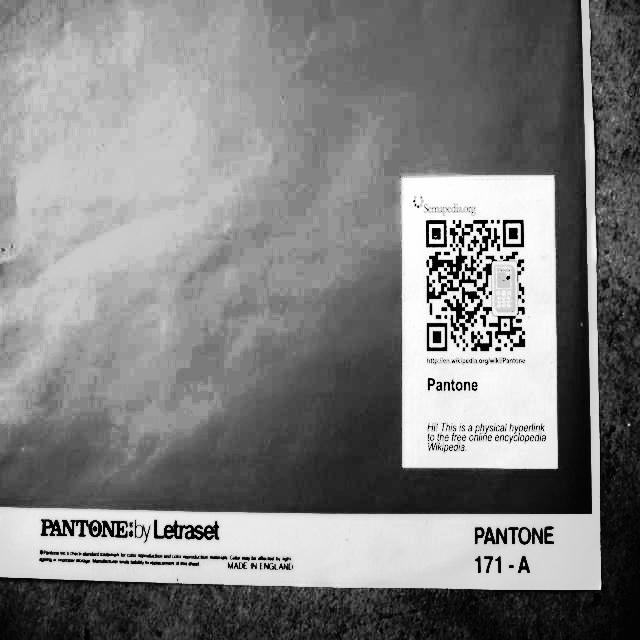 Semapedia.org
http://en.wikipedia.org/wiki/Pantone
Pantone
Hi! This is a physical hyperlink
to the free online encyclopedia
Wikipedia.
PANTONE® by Letraset
MADE IN ENGLAND
PANTONE
171 - A